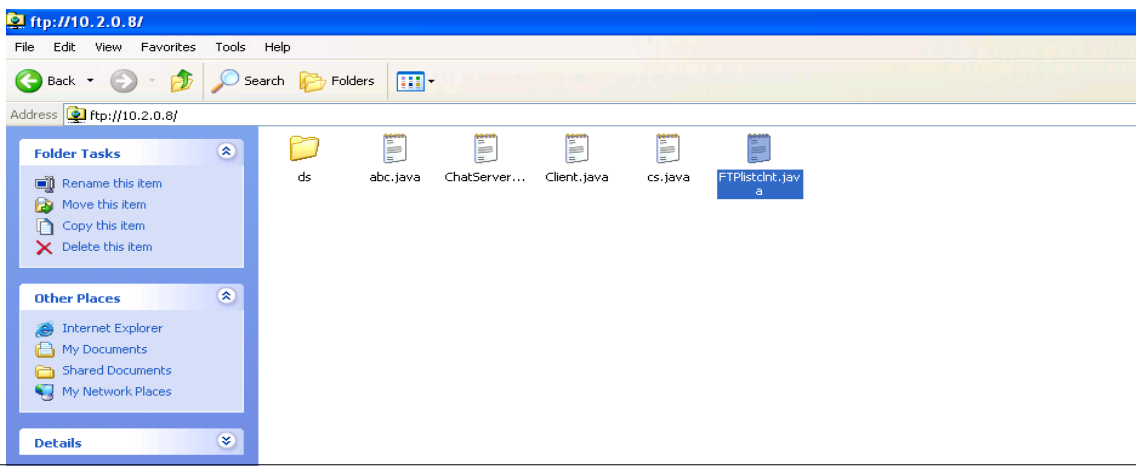 ftp://10.2.0.8/
File Edit View Favorites Tools Help
Back Search Folders
Address ftp://10.2.0.8/
Folder Tasks
Rename this item
Move this item
Copy this item
Delete this item
Other Places
Internet Explorer
My Documents
Shared Documents
My Network Places
Details
ds abc.java ChatServer... Client.java cs.java FTPlistclnt.jav
a